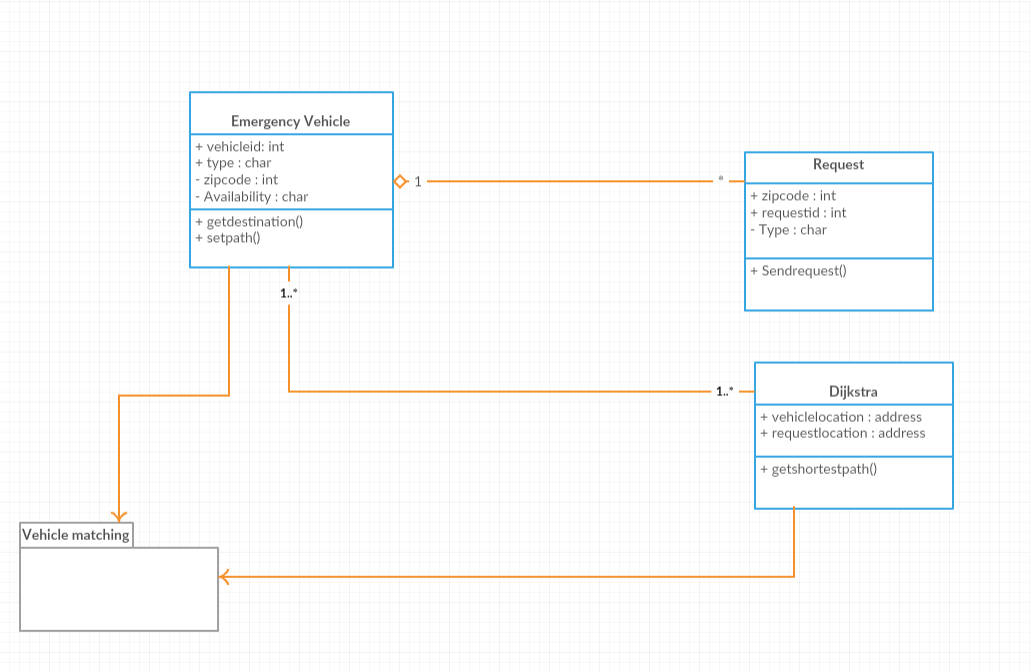 Emergency Vehicle
+ vehicleid: int
+ type : char
- zipcode : int
- Availability : char
+ getdestination()
+ setpath()
1
*
Request
+ zipcode : int
+ requestid : int
- Type : char
+ Sendrequest()
1..*
1..*
Dijkstra
+ vehiclelocation : address
+ requestlocation : address
+ getshortestpath()
Vehicle matching